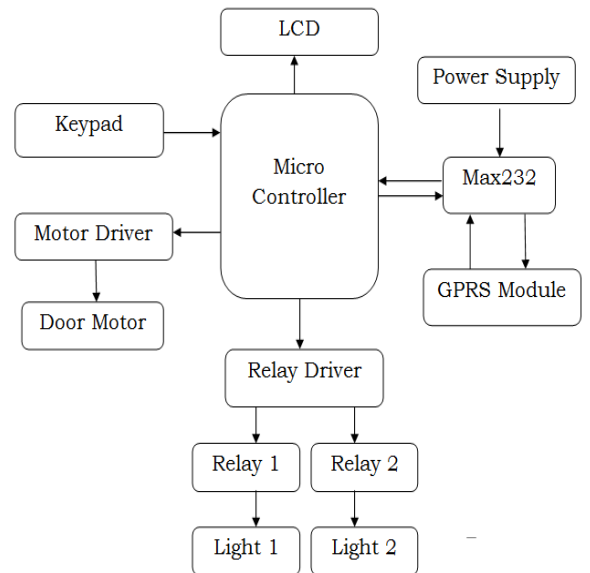 LCD
Power Supply
Keypad
Micro
Controller
Max232
Motor Driver
GPRS Module
Door Motor
Relay Driver
Relay 1
Relay 2
Light 1
Light 2